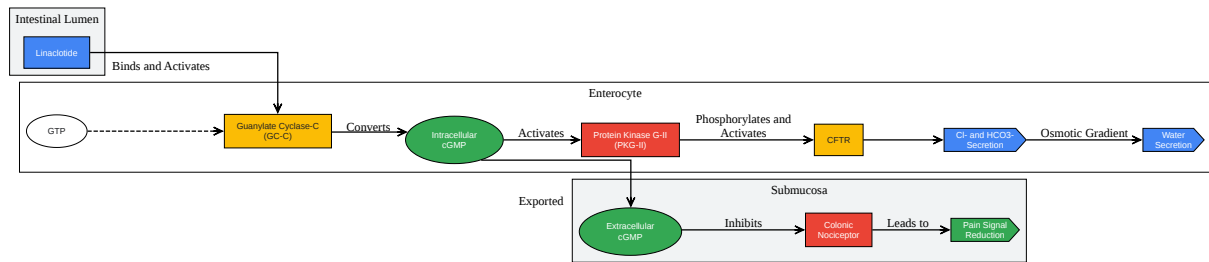 Intestinal Lumen
Linaclotide
Binds and Activates
Enterocyte
GTP
Guanylate Cyclase-C
(GC-C)
Converts
Intracellular
cGMP
Activates
Protein Kinase G-II
(PKG-II)
Phosphorylates and
Activates
CFTR
Cl- and HCO3-
Secretion
Osmotic Gradient
Water
Secretion
Exported
Submucosa
Extracellular
cGMP
Inhibits
Colonic
Nociceptor
Leads to
Pain Signal
Reduction